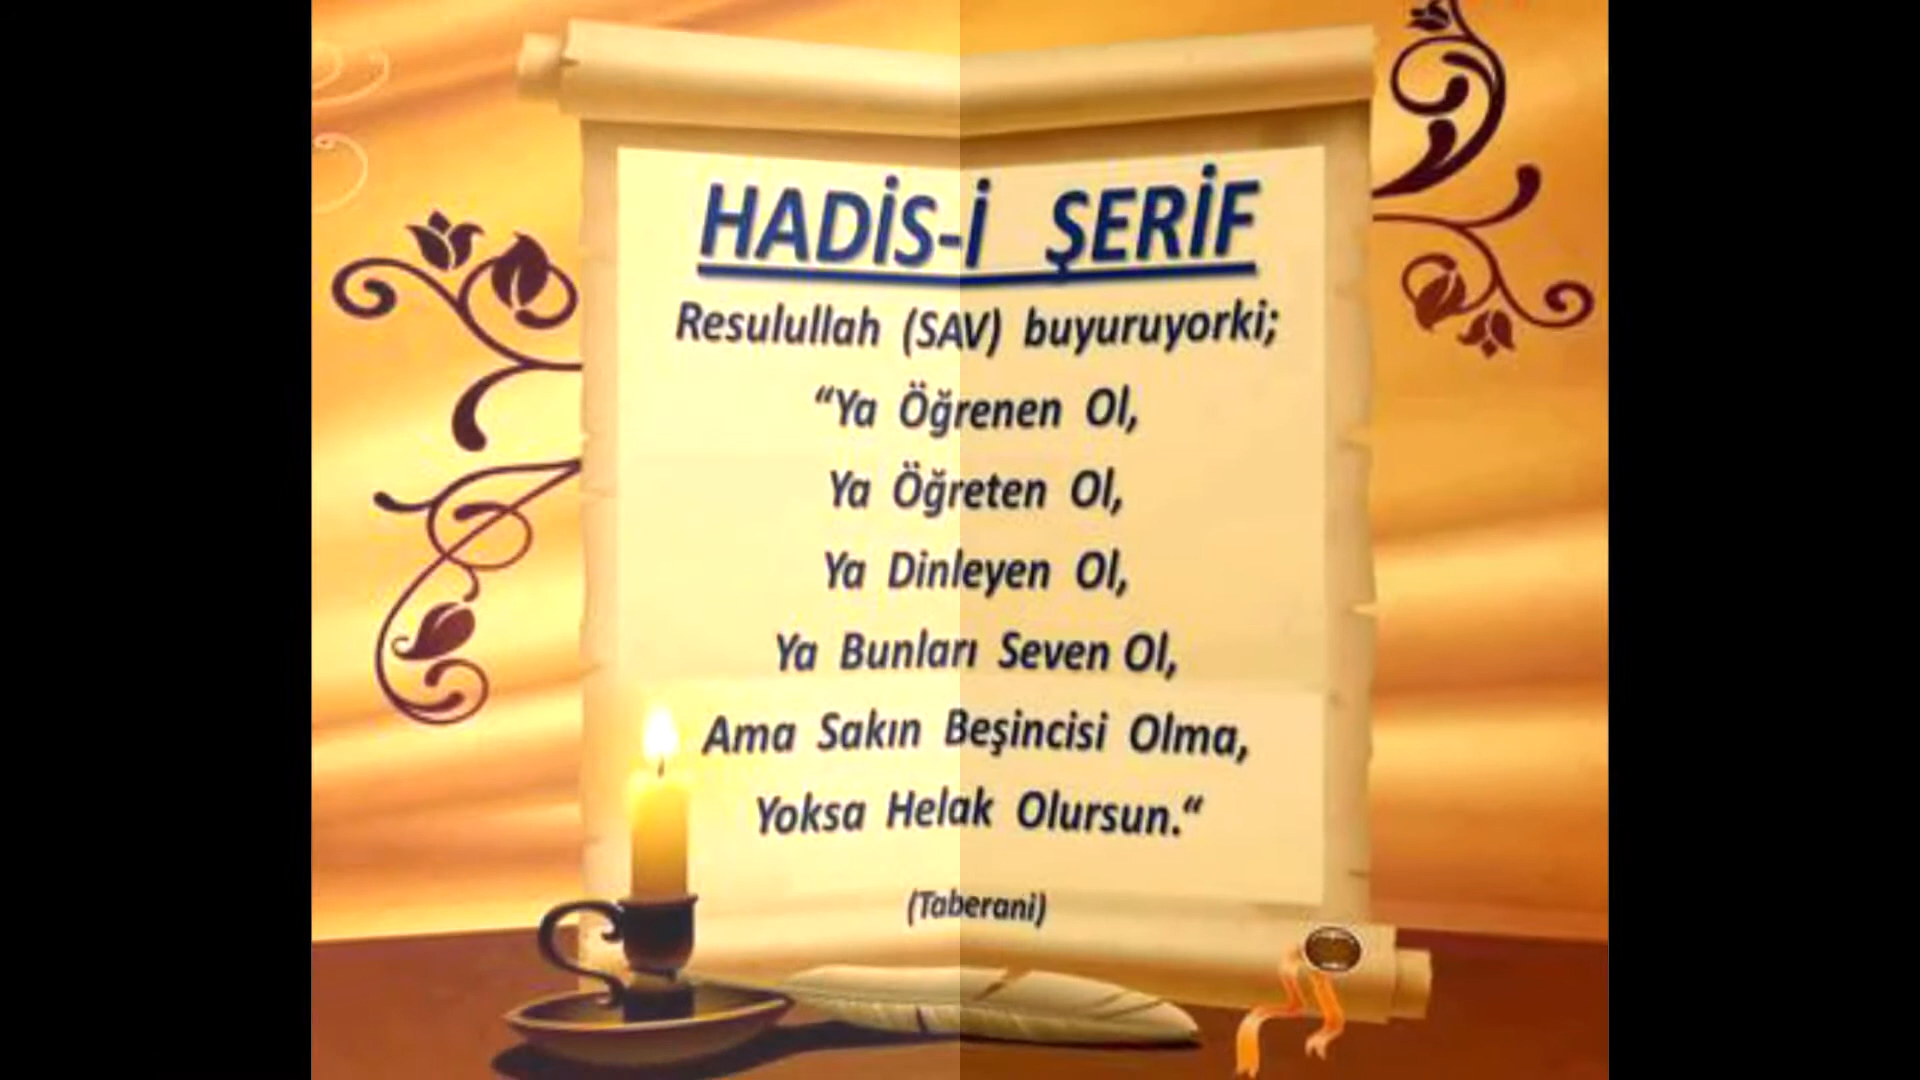 HADİS-İ ŞERİF
Resulullah (SAV) buyuruyorki;
“Ya Öğrenen Ol,
Ya Öğreten Ol,
Ya Dinleyen Ol,
Ya Bunları Seven Ol,
Ama Sakın Beşincisi Olma,
Yoksa Helak Olursun.“
(Taberani)